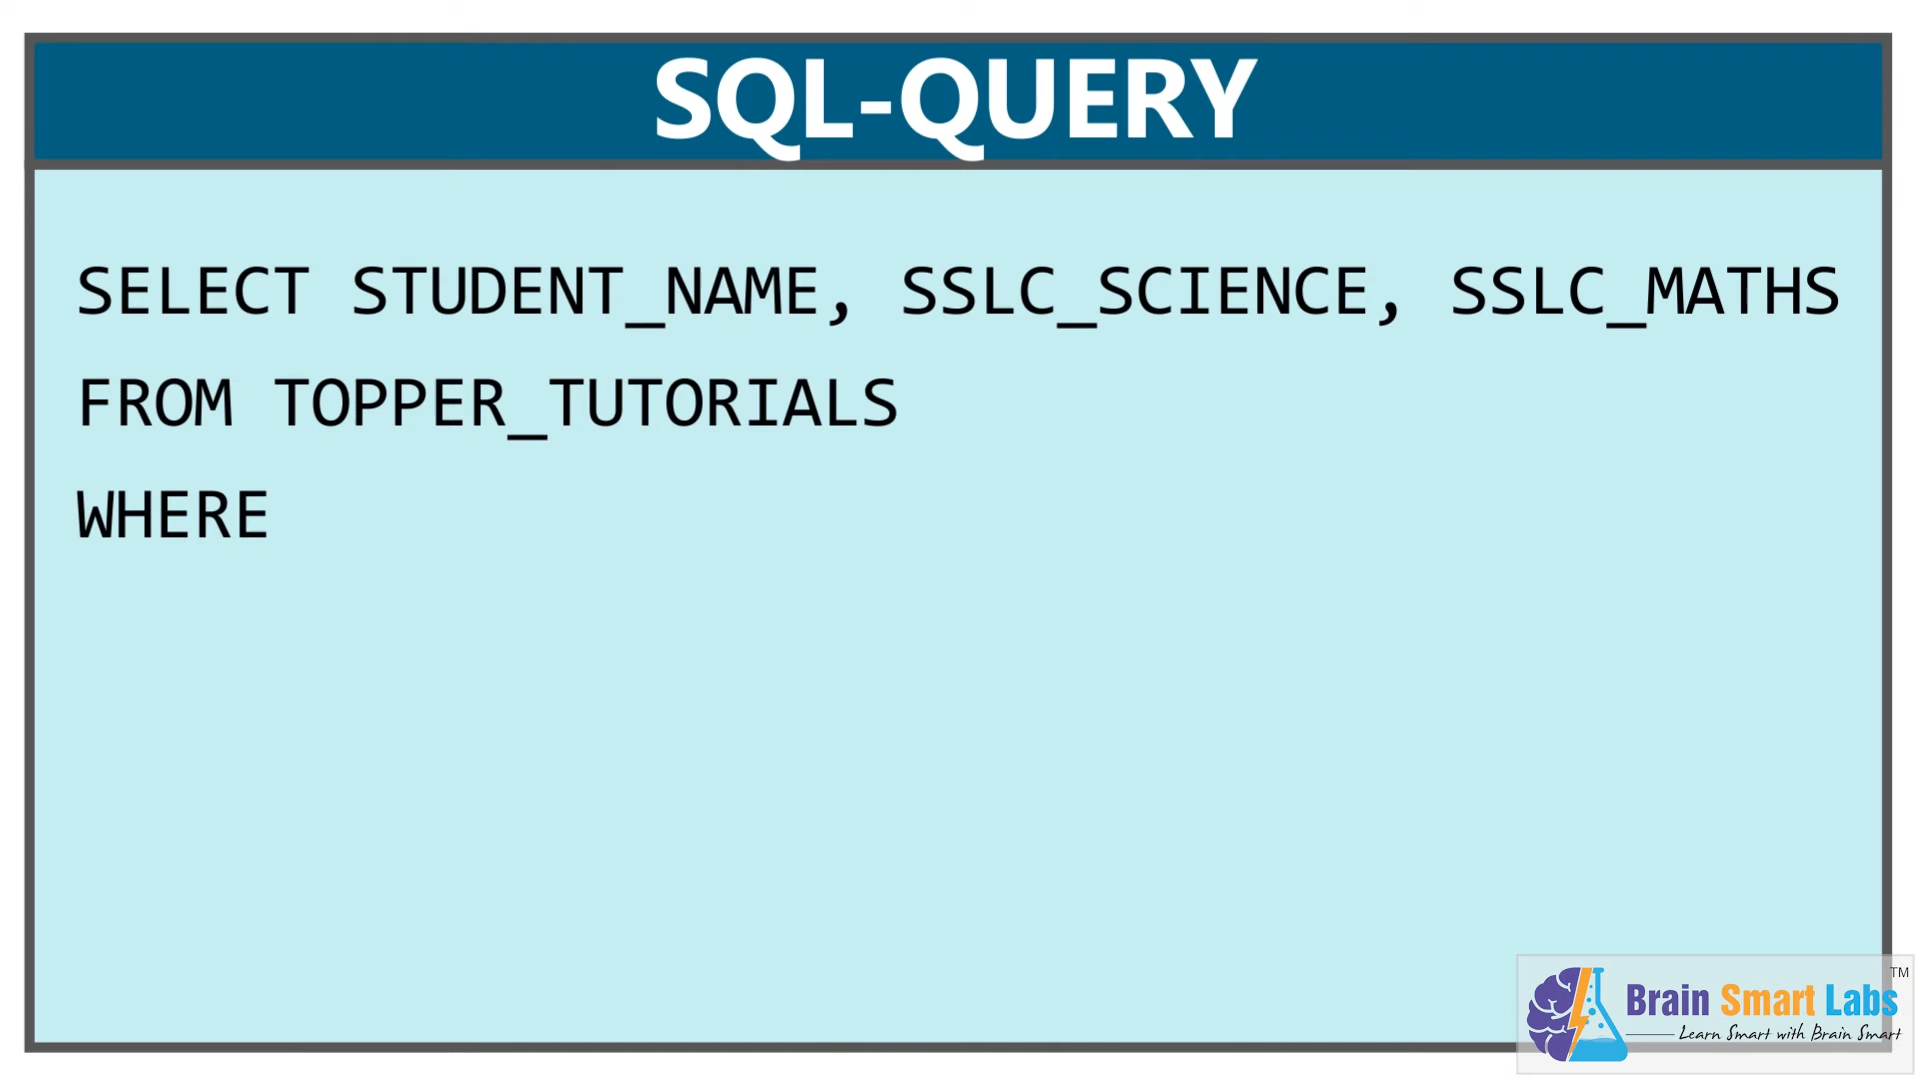 SQL-QUERY
SELECT STUDENT_NAME, SSLC_SCIENCE, SSLC_MATHS
FROM TOPPER_TUTORIALS
WHERE
Brain Smart Labs TM
Learn Smart with Brain Smart